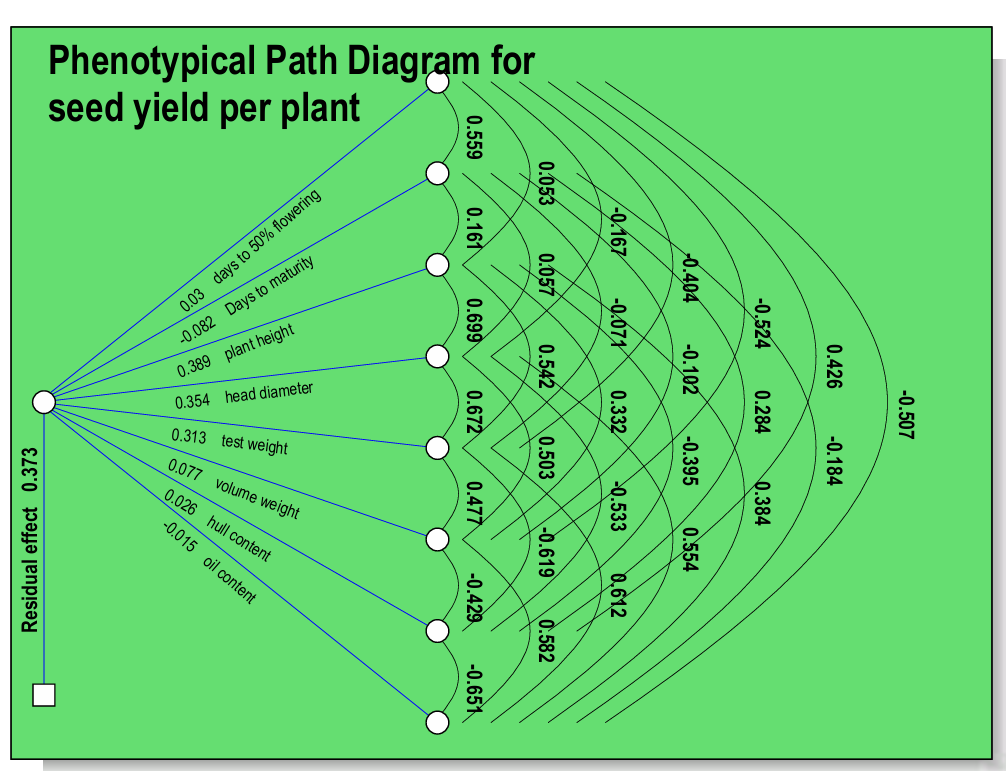 Phenotypical Path Diagram for
seed yield per plant
0.03 days to 50% flowering
-0.082 Days to maturity
0.389 plant height
0.354 head diameter
0.313 test weight
0.077 volume weight
0.026 hull content
-0.015 oil content
Residual effect 0.373
0.559
0.161
0.699
0.672
0.477
-0.429
-0.651
0.053
0.057
0.542
0.503
-0.619
0.582
-0.167
-0.071
0.332
-0.533
0.612
-0.404
-0.102
-0.395
0.554
-0.524
0.284
0.384
0.426
-0.184
-0.507